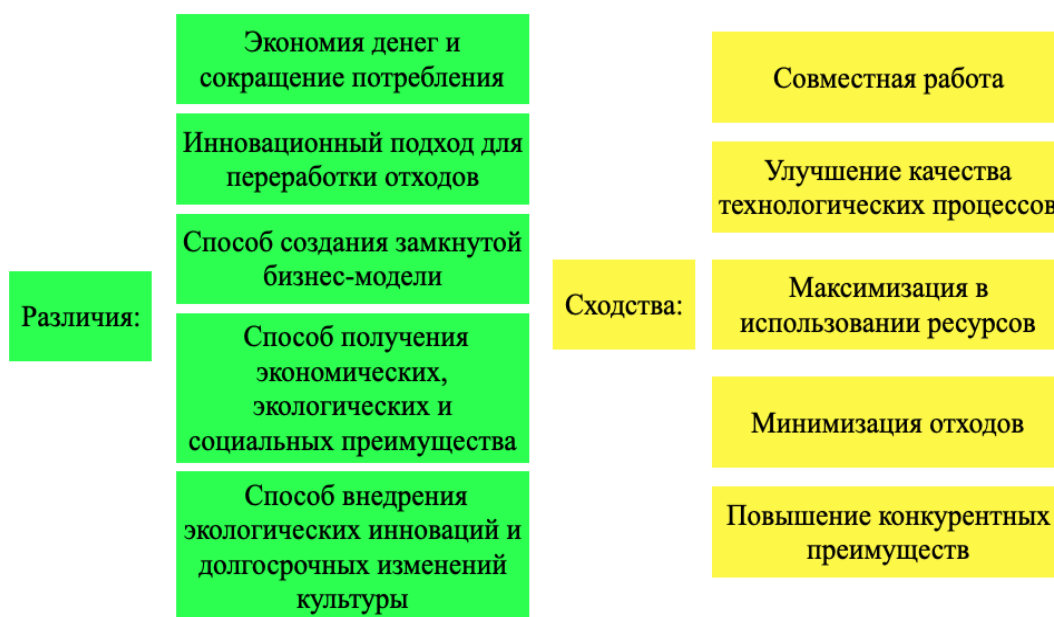 Различия:
Экономия денег и
сокращение потребления
Инновационный подход для
переработки отходов
Способ создания замкнутой
бизнес-модели
Способ получения
экономических,
экологических и
социальных преимущества
Способ внедрения
экологических инноваций и
долгосрочных изменений
культуры
Сходства:
Совместная работа
Улучшение качества
технологических процессов
Максимизация в
использовании ресурсов
Минимизация отходов
Повышение конкурентных
преимуществ